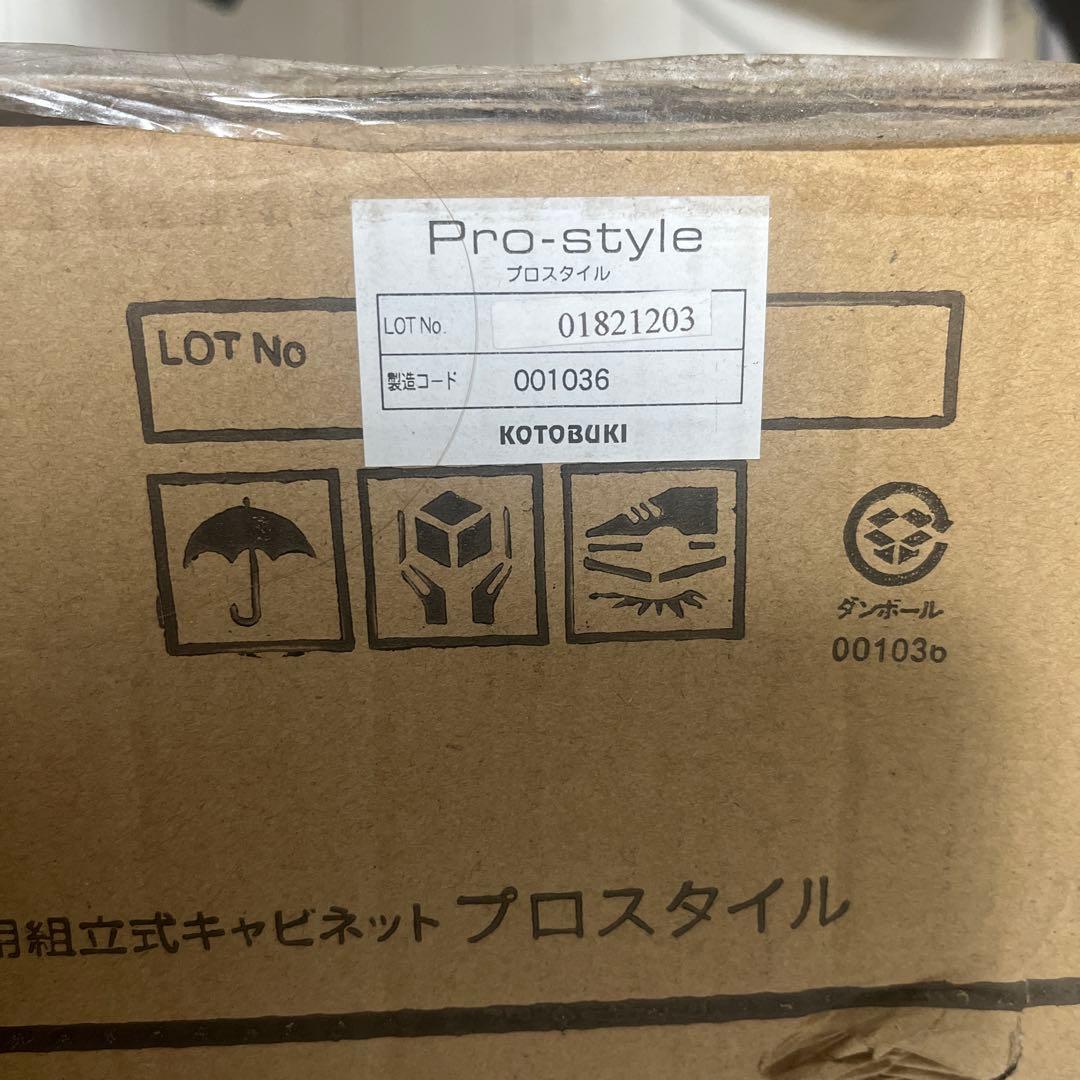 Pro-style
プロスタイル
LOT No.
01821203
製造コード
001036
KOTOBUKI
LOT No
ダンボール
001036
用組立式キャビネット プロスタイル